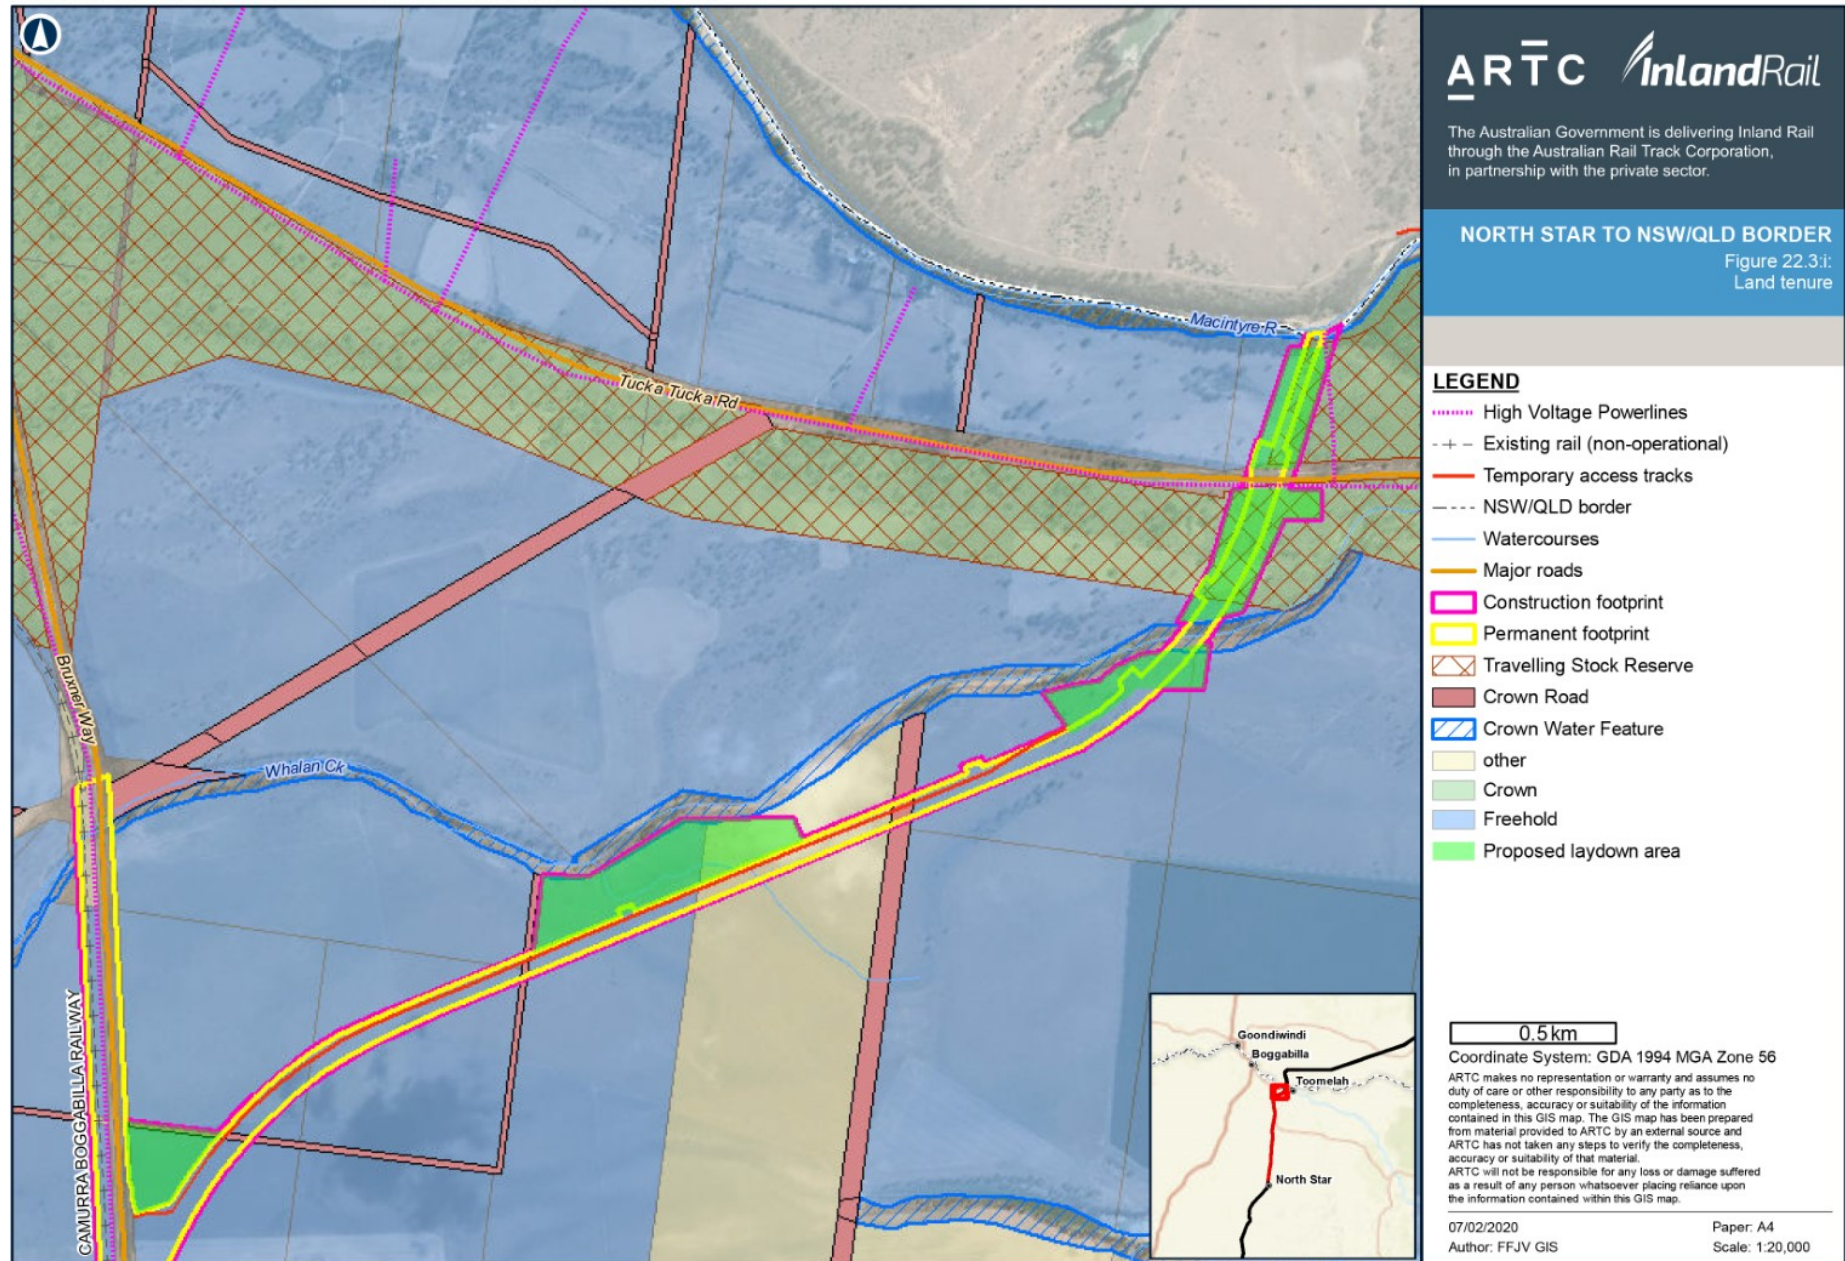 ARTC InlandRail
The Australian Government is delivering Inland Rail
through the Australian Rail Track Corporation,
in partnership with the private sector.
NORTH STAR TO NSW/QLD BORDER
Figure 22.3:i:
Land tenure
LEGEND
High Voltage Powerlines
Existing rail (non-operational)
Temporary access tracks
NSW/QLD border
Watercourses
Major roads
Construction footprint
Permanent footprint
Travelling Stock Reserve
Crown Road
Crown Water Feature
other
Crown
Freehold
Proposed laydown area
0.5 km
Coordinate System: GDA 1994 MGA Zone 56
ARTC makes no representation or warranty and assumes no
duty of care or other responsibility to any party as to the
completeness, accuracy or suitability of the information
contained in this GIS map. The GIS map has been prepared
from material provided to ARTC by an external source and
ARTC has not taken any steps to verify the completeness,
accuracy or suitability of that material.
ARTC will not be responsible for any loss or damage suffered
as a result of any person whatsoever placing reliance upon
the information contained within this GIS map.
07/02/2020 Paper: A4
Author: FFJV GIS Scale: 1:20,000
Macintyre R
Tucka Tucka Rd
Bruxner Way
Whalan Ck
CAMURRA BOGGABILLA RAILWAY
Goondiwindi
Boggabilla
Toomelah
North Star